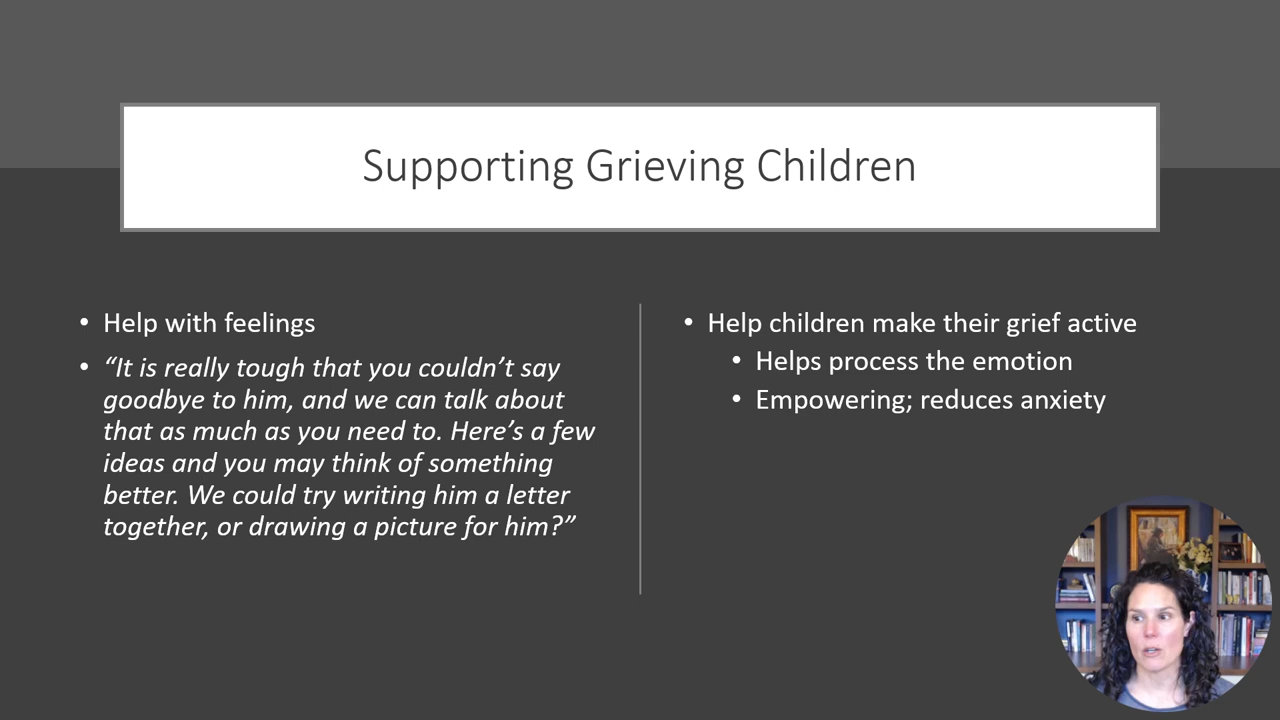 Supporting Grieving Children
• Help with feelings
• “It is really tough that you couldn’t say
goodbye to him, and we can talk about
that as much as you need to. Here’s a few
ideas and you may think of something
better. We could try writing him a letter
together, or drawing a picture for him?”
• Help children make their grief active
• Helps process the emotion
• Empowering; reduces anxiety